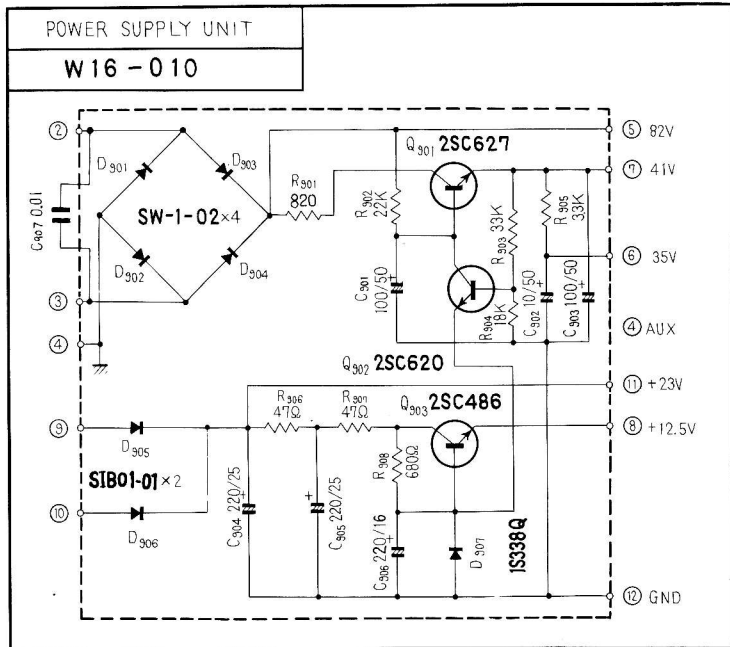 POWER SUPPLY UNIT
W16-010
② 
⑤ 82V
D901
D903
Q901 2SC627
⑦ 41V
C907 0.01
R901
820
R902
22K
R903
33K
R905
3.3K
SW-1-02×4
⑥ 35V
D902
D904
C901
100/50
+
R904
18K
C902
10/50
+
C903
100/50
+
③
④
④ AUX
Q902 2SC620
⑪ +23V
R906
47Ω
R907
47Ω
Q903 2SC486
⑨
⑧ +12.5V
D905
SIB01-01×2
R908
680Ω
⑩
D906
C904 220/25
+
C905 220/25
+
C906 220/16
+
D907
1S338Q
⑫ GND